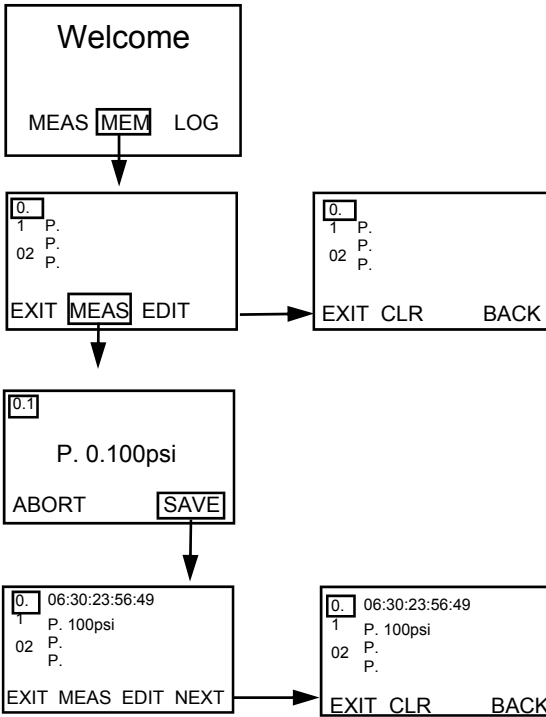 Welcome
MEAS MEM LOG
0.
1 P.
02 P.
P.
EXIT MEAS EDIT
0.
1 P.
02 P.
P.
EXIT CLR BACK
0.1
P. 0.100psi
ABORT SAVE
0. 06:30:23:56:49
1 P. 100psi
02 P.
P.
EXIT MEAS EDIT NEXT
0. 06:30:23:56:49
1 P. 100psi
02 P.
P.
EXIT CLR BACK